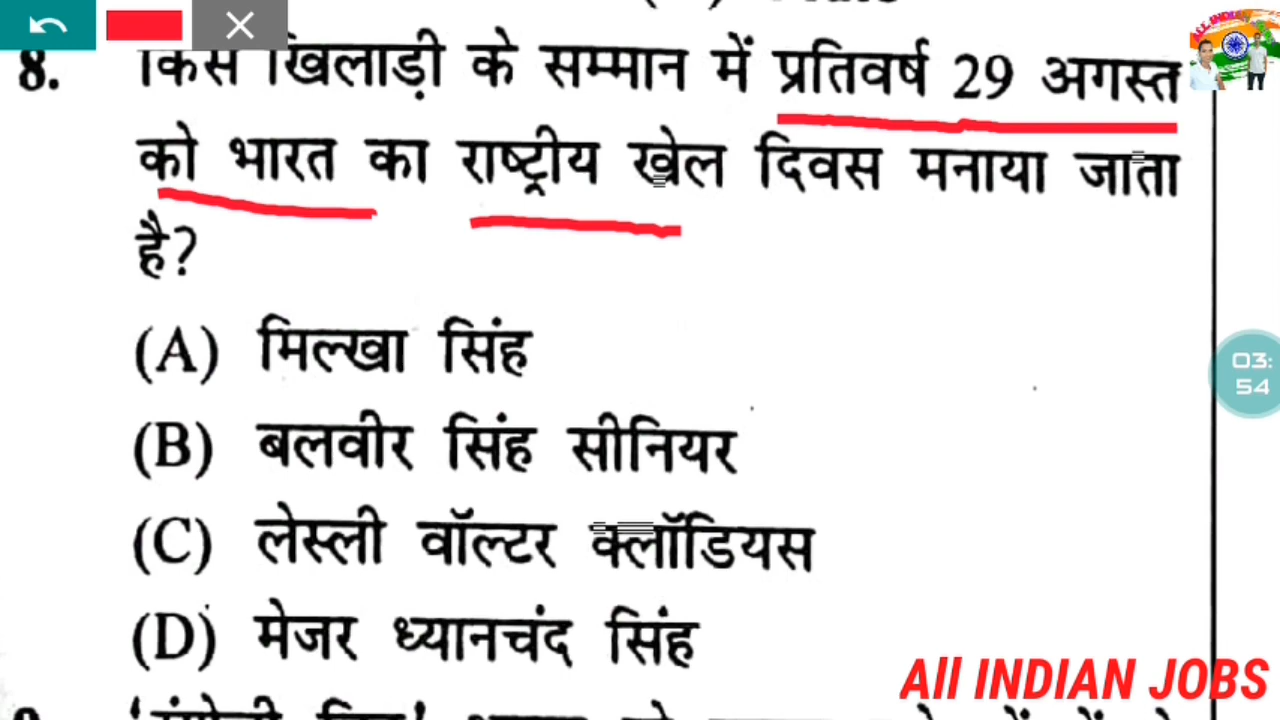 8. किस खिलाड़ी के सम्मान में प्रतिवर्ष 29 अगस्त
को भारत का राष्ट्रीय खेल दिवस मनाया जाता
है?
(A) मिल्खा सिंह
(B) बलवीर सिंह सीनियर
(C) लेस्ली वॉल्टर क्लॉडियस
(D) मेजर ध्यानचंद सिंह
03:
54
All INDIAN JOBS